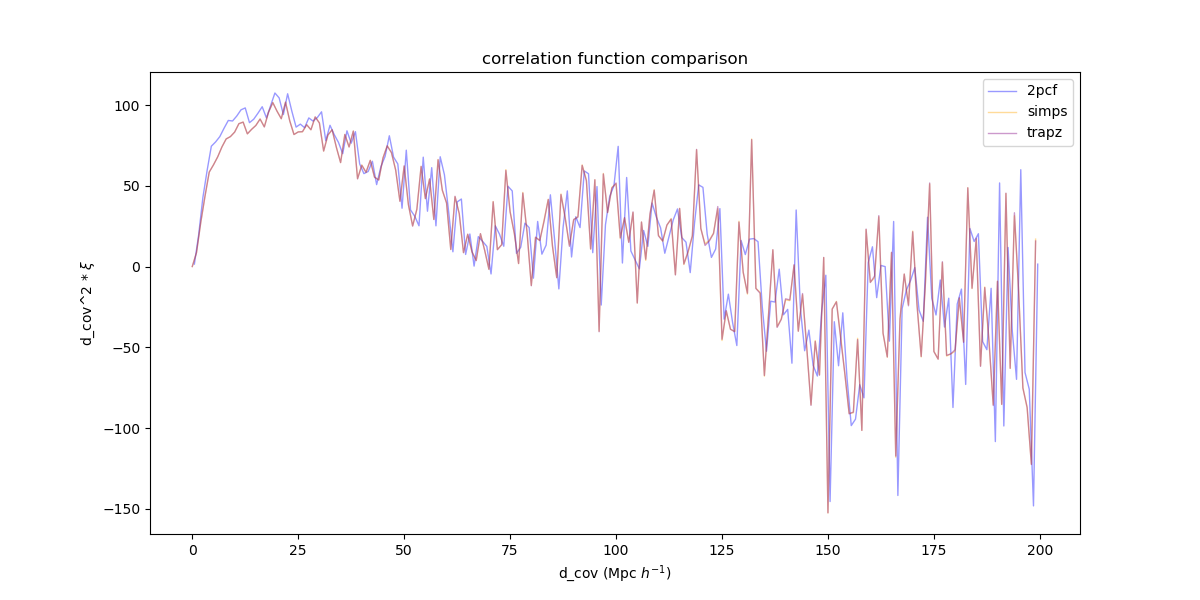 correlation function comparison
2pcf
simps
trapz
100
50
0
−50
−100
−150
d_cov^2 * ξ
0 25 50 75 100 125 150 175 200
d_cov (Mpc h⁻¹)